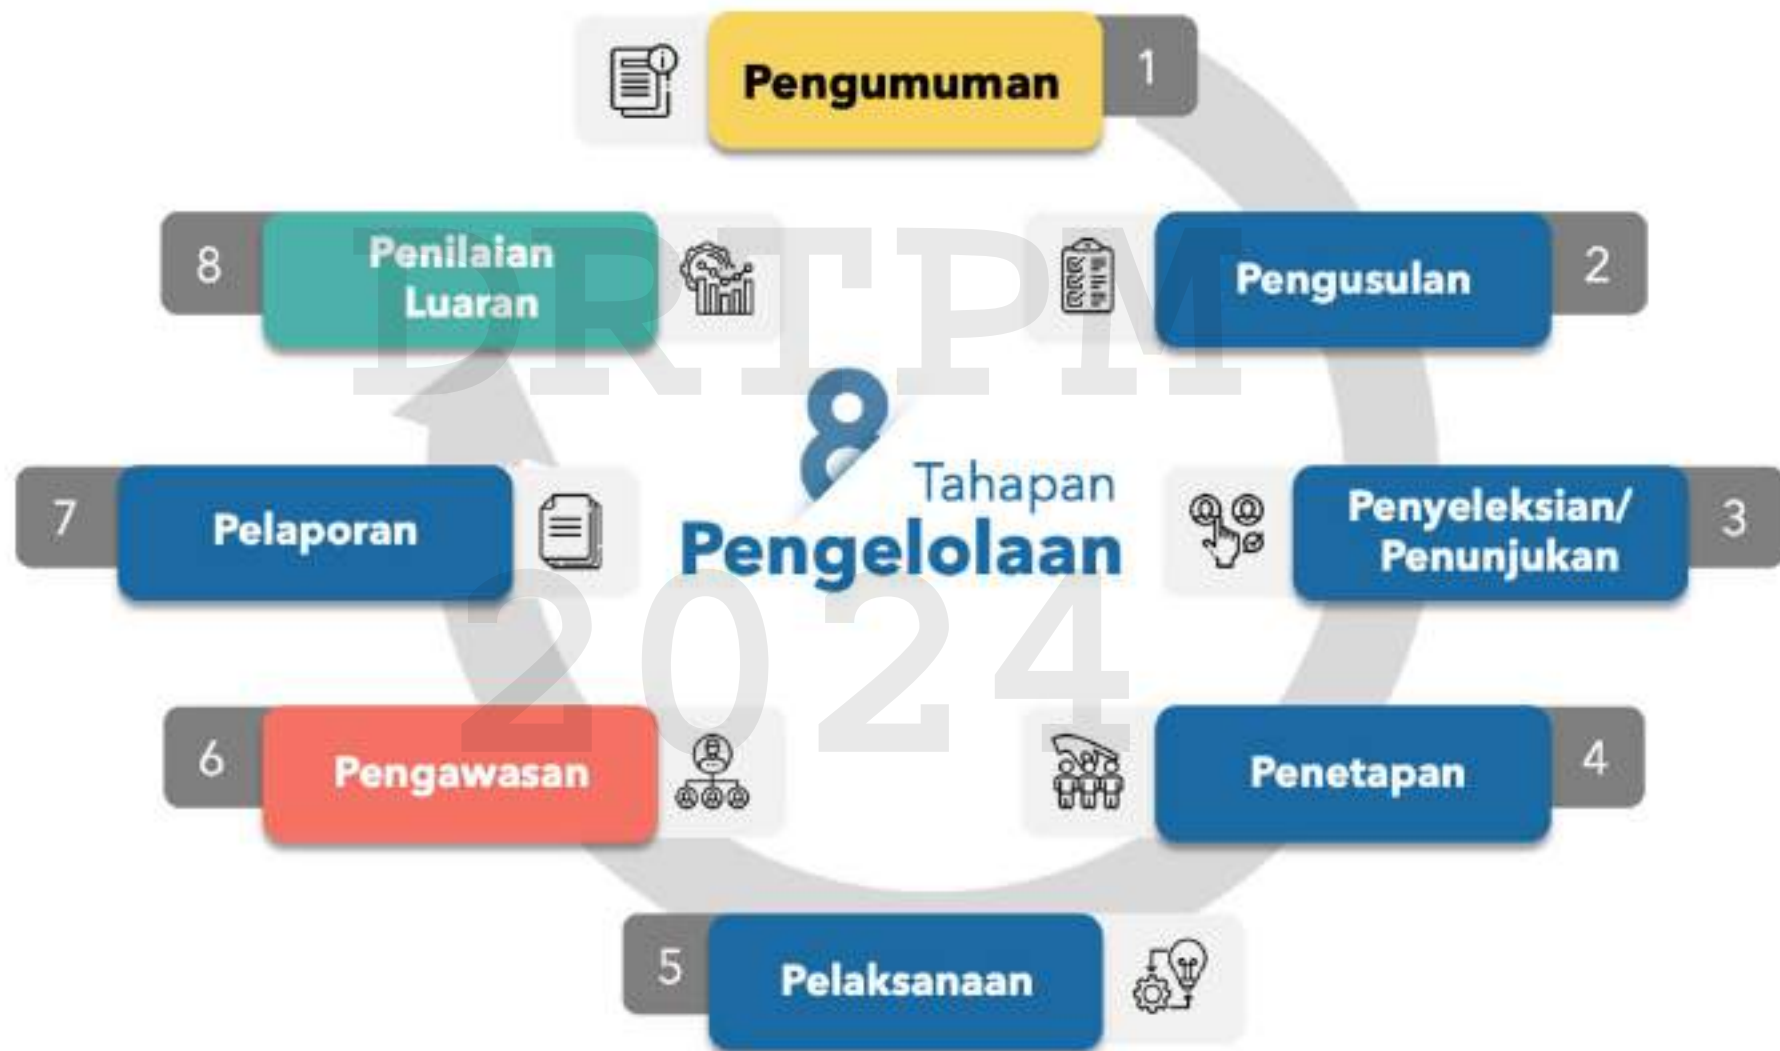 1
Pengumuman
2
Pengusulan
3
Penyeleksian/
Penunjukan
4
Penetapan
5
Pelaksanaan
6
Pengawasan
7
Pelaporan
8
Penilaian
Luaran
8
Tahapan
Pengelolaan
DRTPM
2024